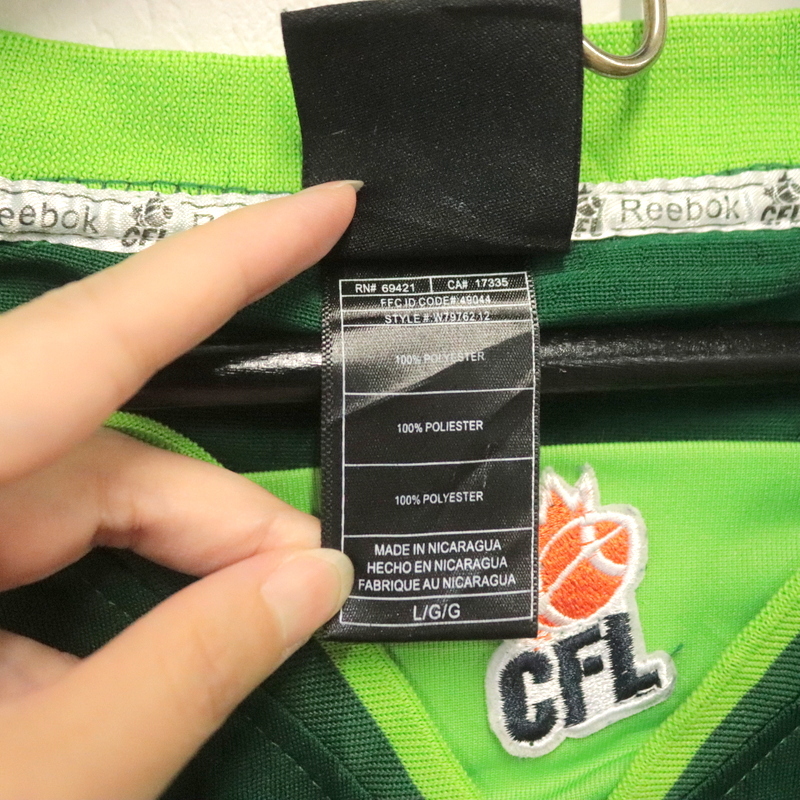 eebok
CFL
R
Reebok
CFL
RN# 69421 CA# 17335
FFC ID CODE#:49044
STYLE #:W79762-12
100% POLYESTER
100% POLIESTER
100% POLYESTER
MADE IN NICARAGUA
HECHO EN NICARAGUA
FABRIQUE AU NICARAGUA
L/G/G
CFL